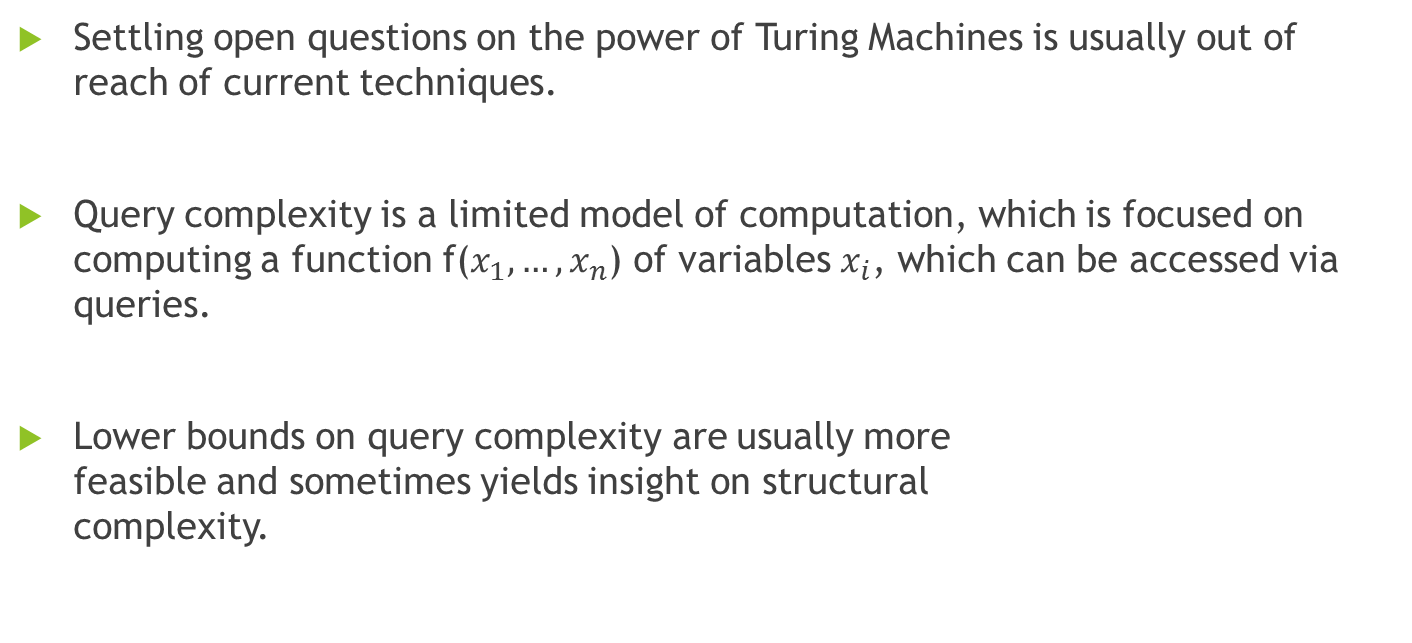 Settling open questions on the power of Turing Machines is usually out of
reach of current techniques.
Query complexity is a limited model of computation, which is focused on
computing a function f(𝑥₁, … , 𝑥ₙ) of variables 𝑥ᵢ, which can be accessed via
queries.
Lower bounds on query complexity are usually more
feasible and sometimes yields insight on structural
complexity.